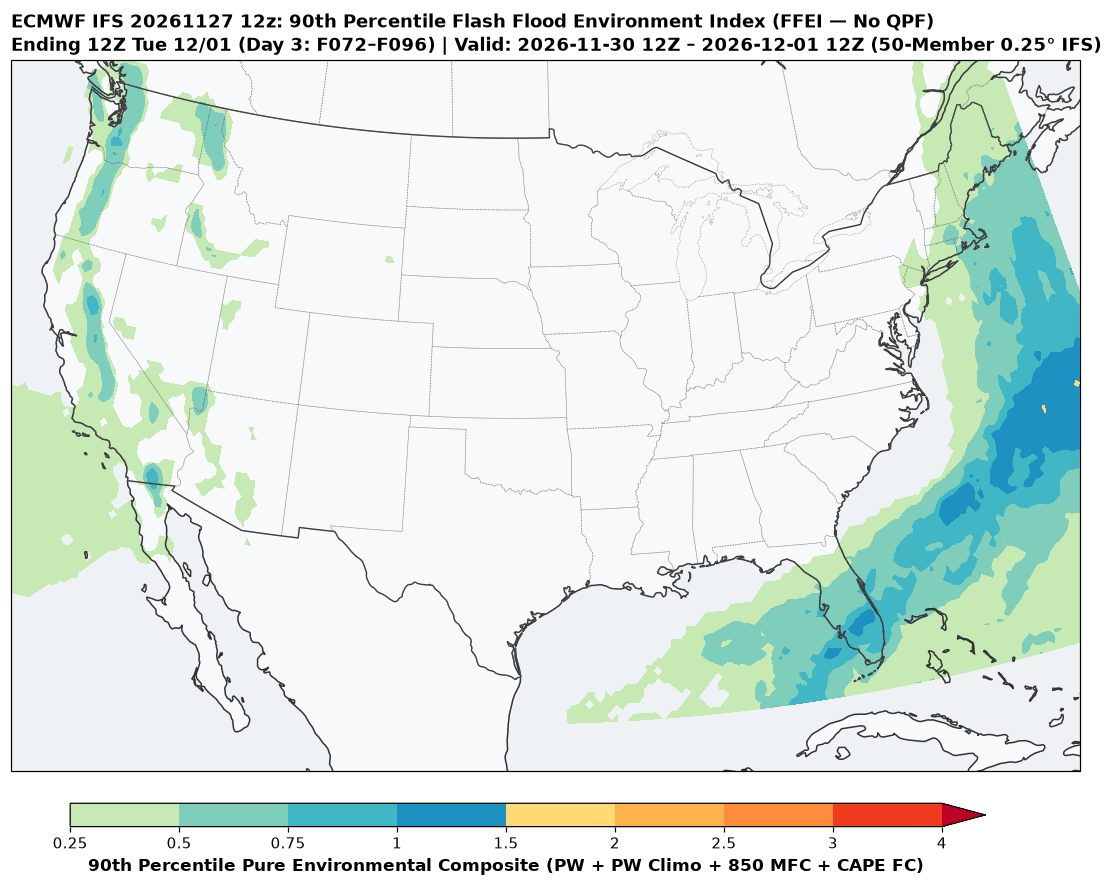 ECMWF IFS 20261127 12z: 90th Percentile Flash Flood Environment Index (FFEI — No QPF)
Ending 12Z Tue 12/01 (Day 3: F072–F096) | Valid: 2026-11-30 12Z – 2026-12-01 12Z (50-Member 0.25° IFS)
0.25 0.5 0.75 1 1.5 2 2.5 3 4
90th Percentile Pure Environmental Composite (PW + PW Climo + 850 MFC + CAPE FC)